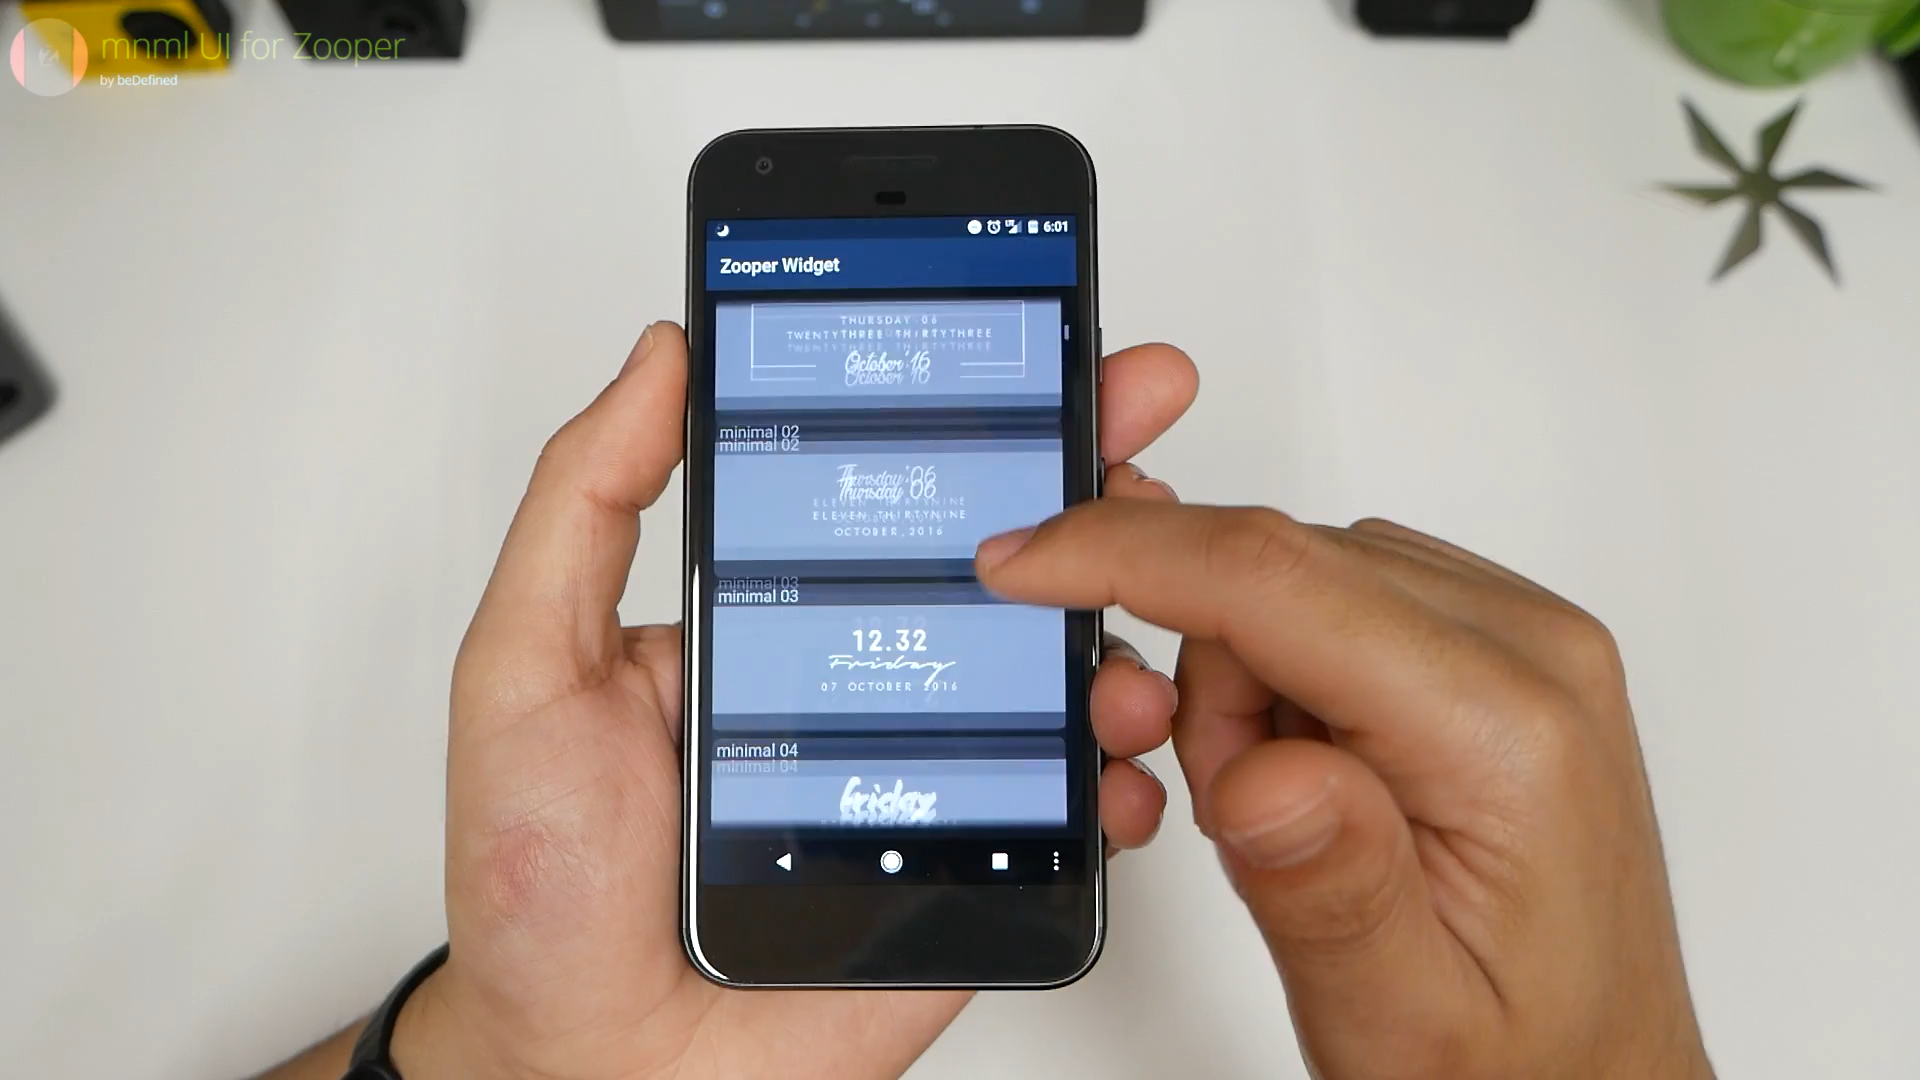 mnml UI for Zooper
by beDefined
LTE 6:01
Zooper Widget
THURSDAY 06
TWENTYTHREE THIRTYTHREE
October '16
minimal 02
Thursday '06
ELEVEN THIRTYNINE
OCTOBER, 2016
minimal 03
12.32
Friday
07 OCTOBER 2016
minimal 04
friday